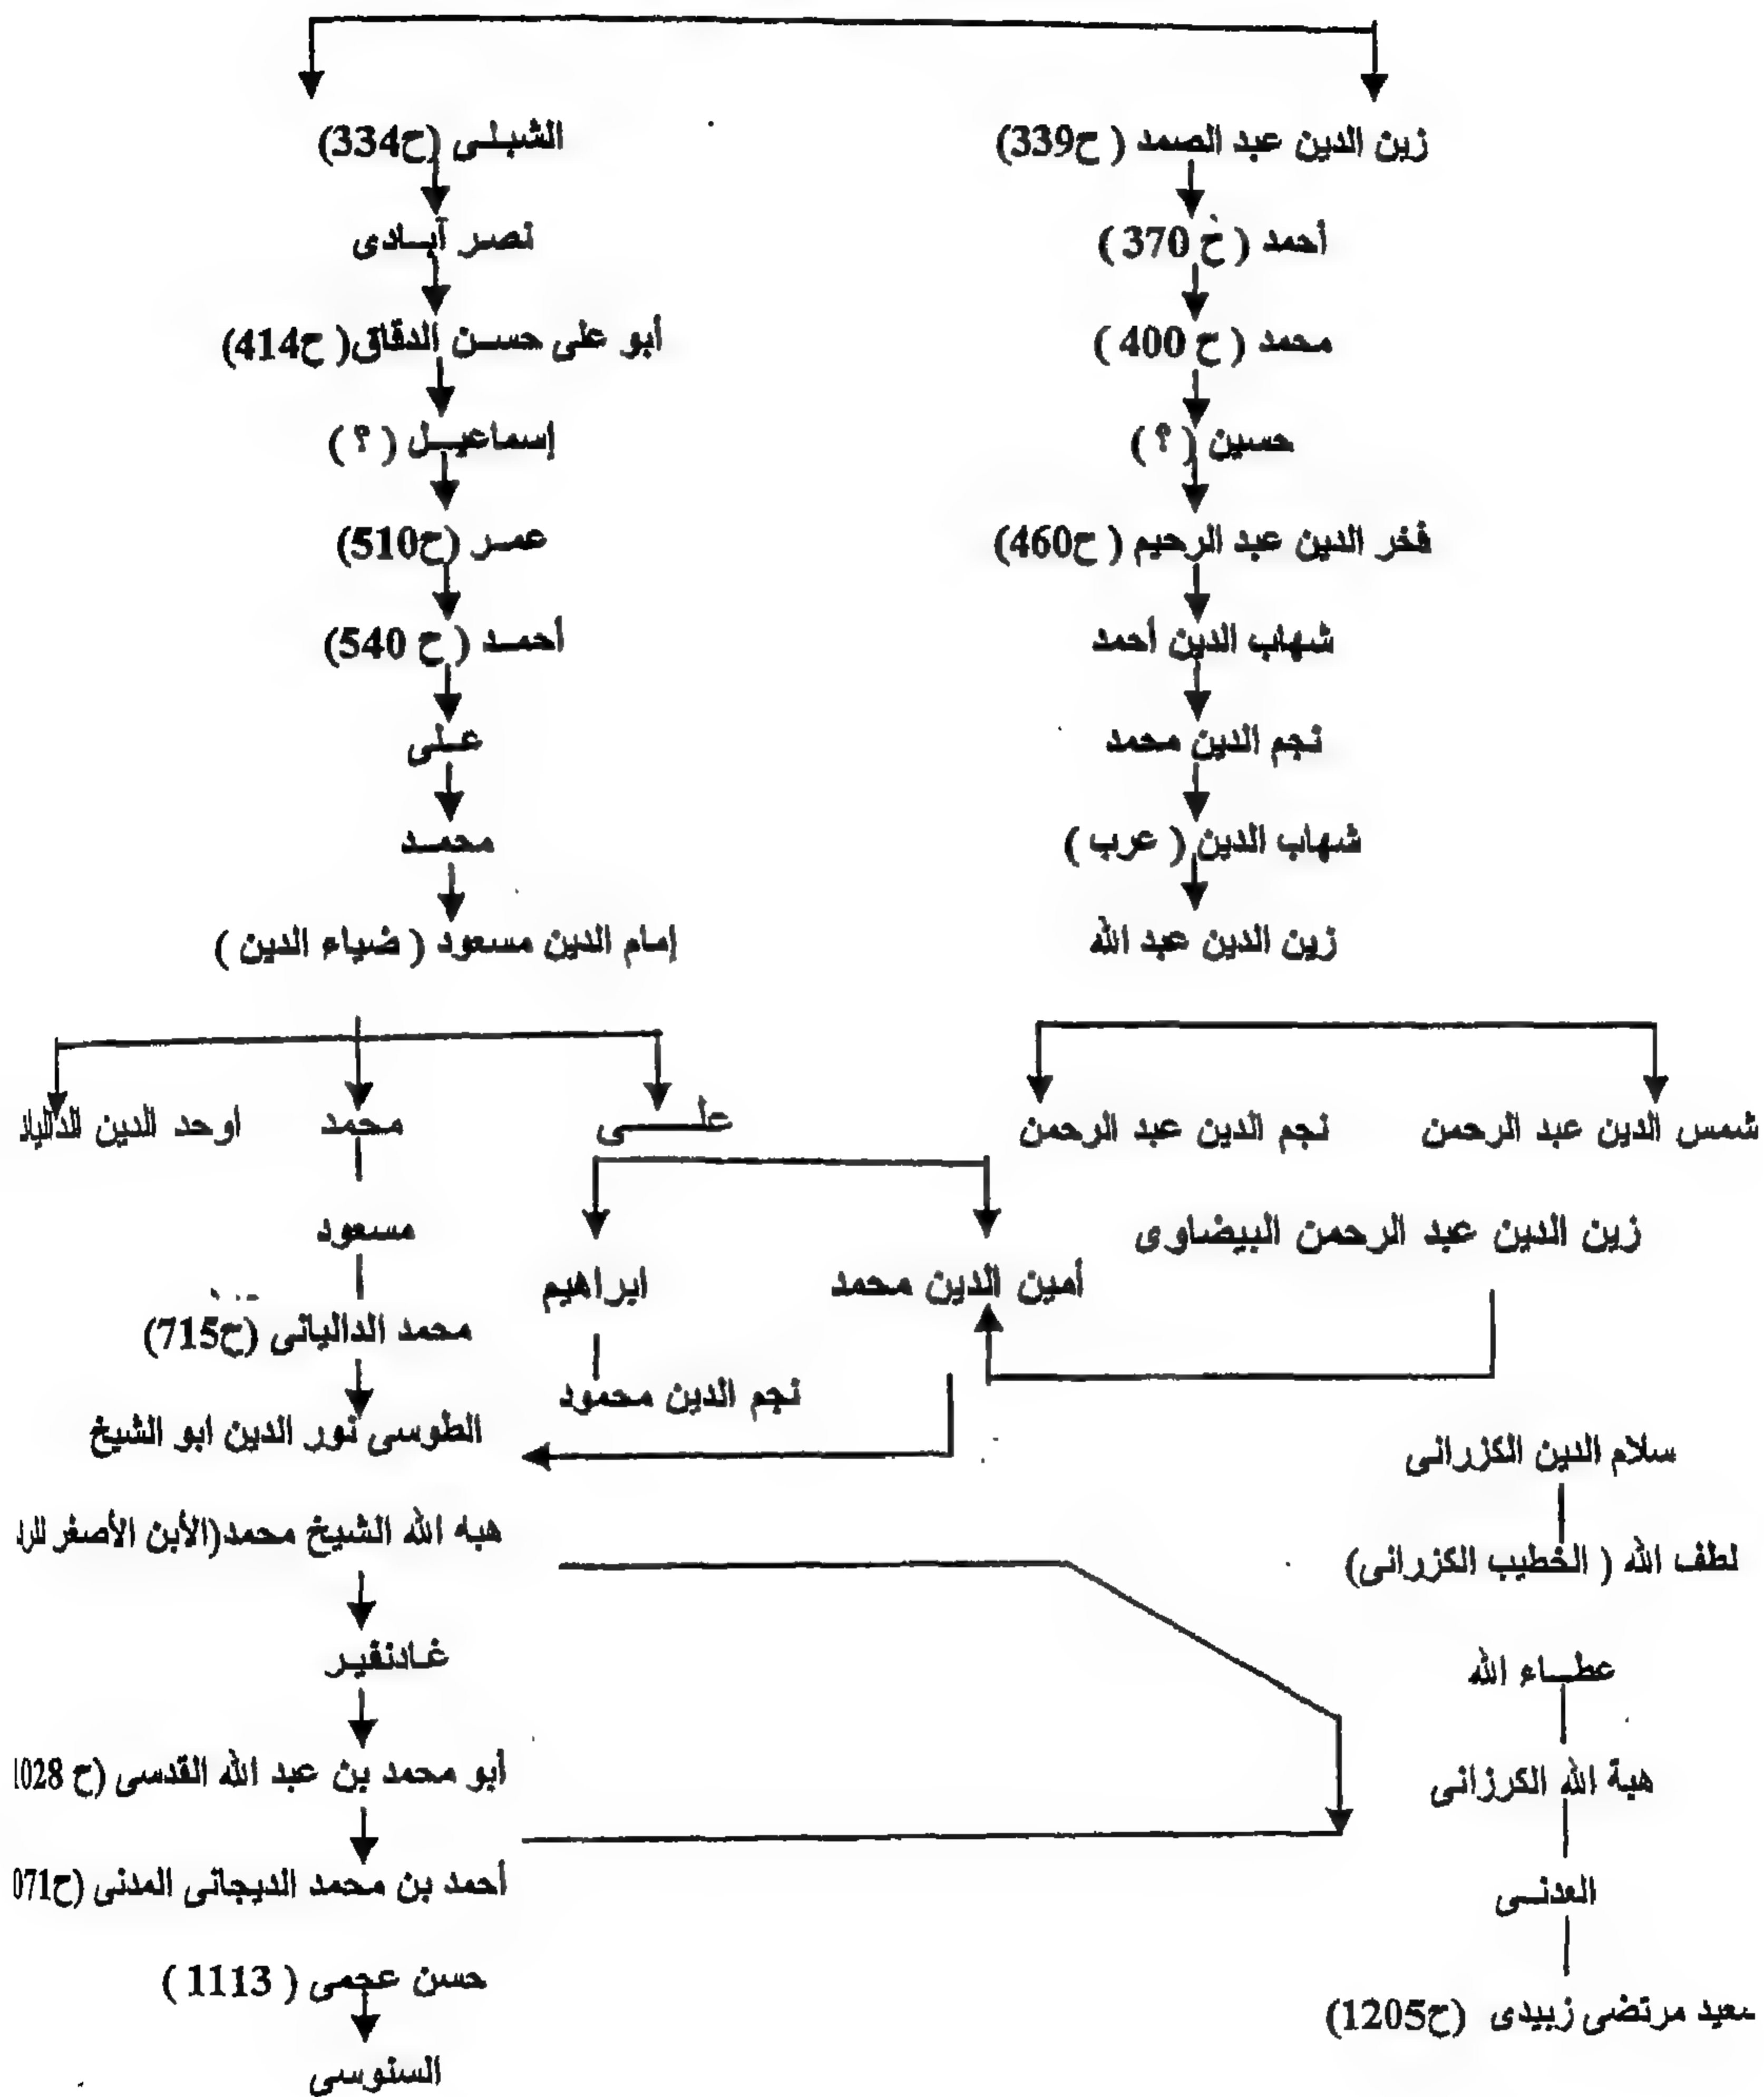 زين الدين عبد الصمد ( ح339)
الشبلى (ح334)
أحمد ( ح 370 )
نصر آبادى
محمد ( ح 400 )
أبو على حسن الدقاق( ح414)
حسين ( ؟ )
إسماعيل ( ؟ )
فخر الدين عبد الرحيم ( ح460)
عمر (ح510)
شهاب الدين أحمد
أحمد ( ح 540)
نجم الدين محمد
على
شهاب الدين ( عرب )
محمد
زين الدين عبد الله
إمام الدين مسعود ( ضياء الدين )
شمس الدين عبد الرحمن
نجم الدين عبد الرحمن
على
محمد
اوحد الدين
زين الدين عبد الرحمن البيضاوى
مسعود
أمين الدين محمد
ابراهيم
محمد الداليانى (ح715)
نجم الدين محمود
الطوسى نور الدين ابو الشيخ
سلام الدين الكزرانى
هبه الله الشيخ محمد(الأبن الأصغر
لطف الله ( الخطيب الكزرانى)
غادنفير
عطاء الله
أبو محمد بن عبد الله القدسى (ح 1028
هبة الله الكرزانى
أحمد بن محمد الديجانى المدنى (ح071
العدنى
حسن عجمى ( 1113 )
سعيد مرتضى زبيدى (ح1205)
السنوسى